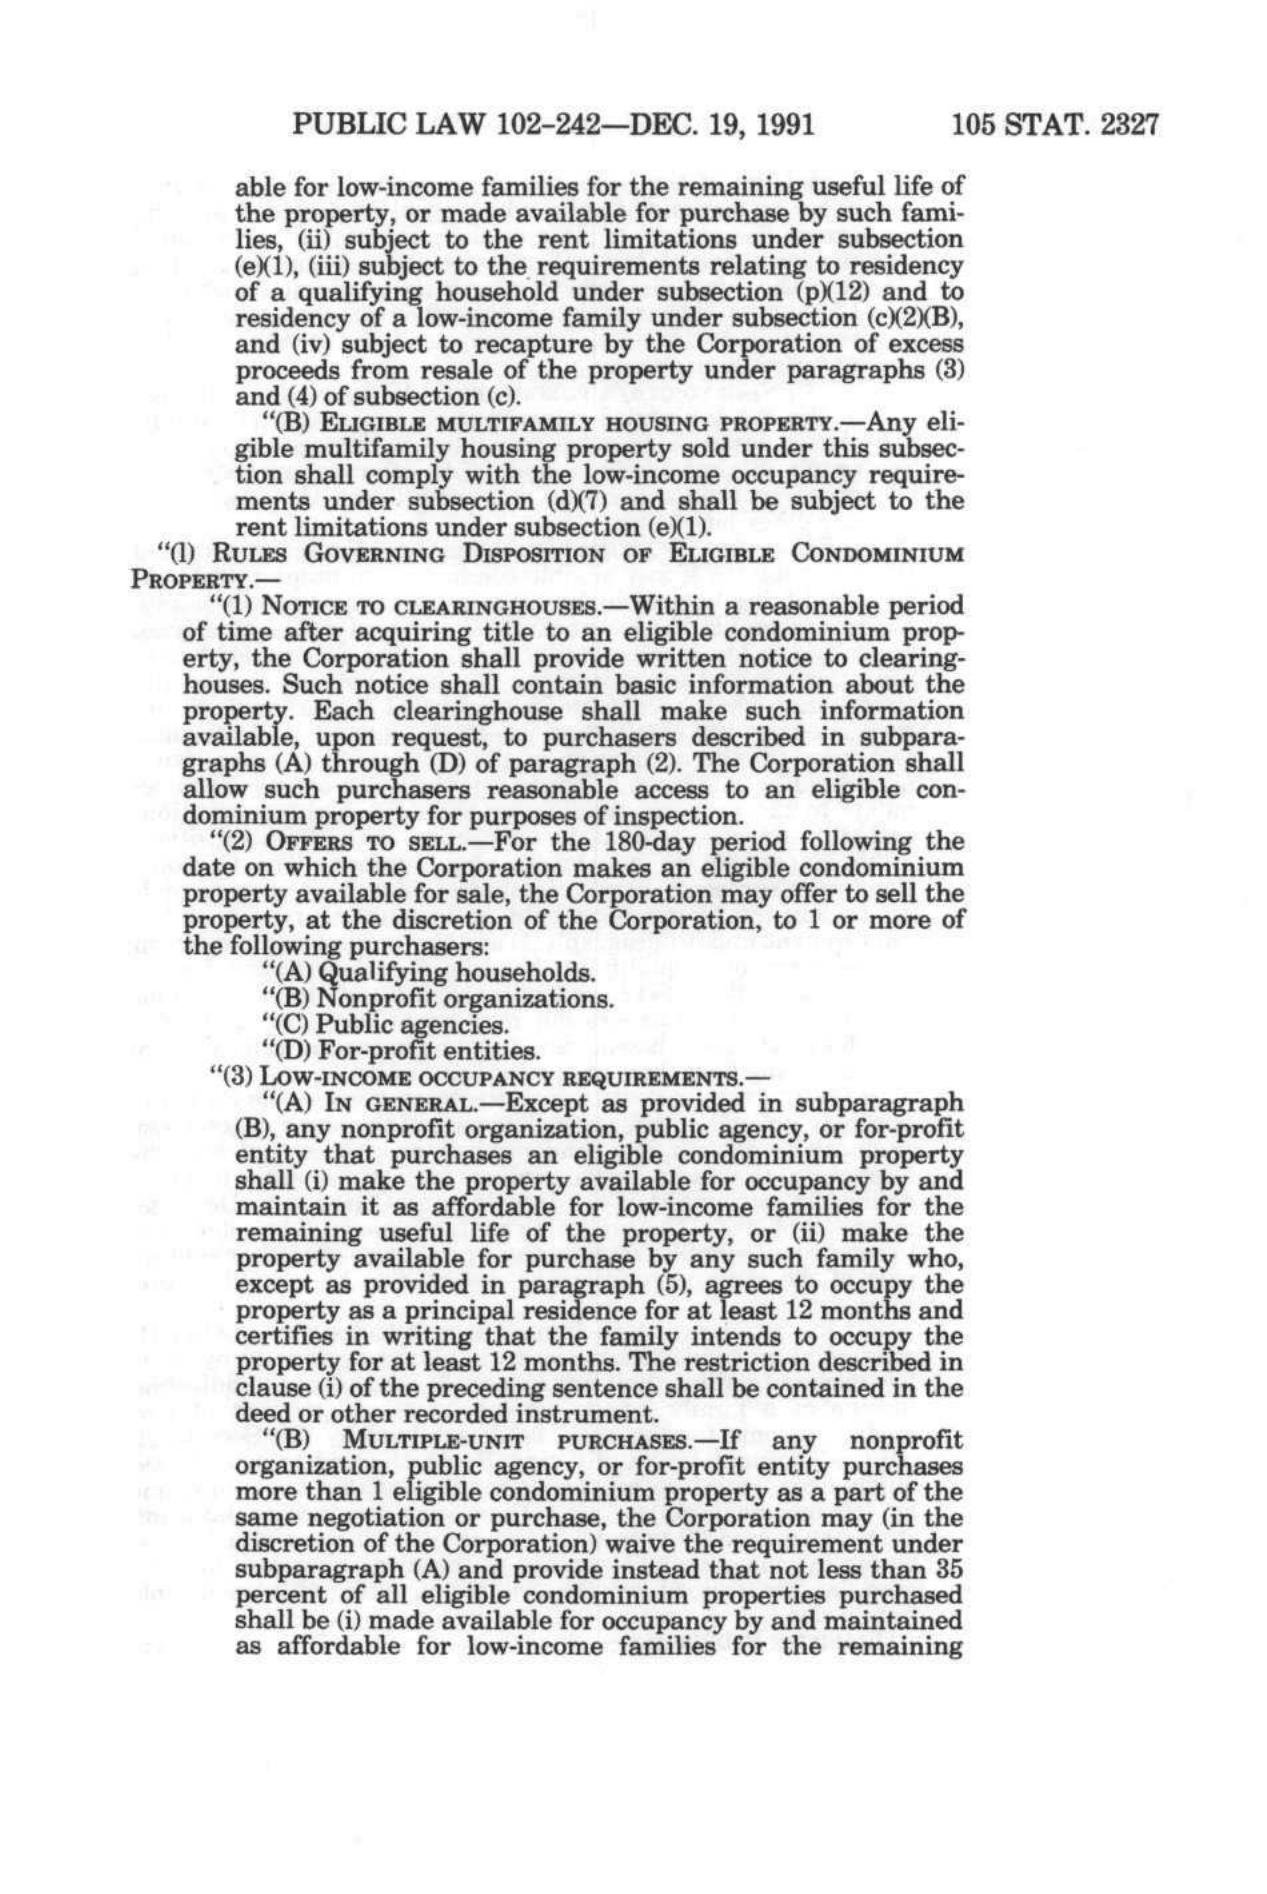 PUBLIC LAW 102-242—DEC. 19, 1991 105 STAT. 2327
able for low-income families for the remaining useful life of
the property, or made available for purchase by such fami-
lies, (ii) subject to the rent limitations under subsection
(e)(1), (iii) subject to the requirements relating to residency
of a qualifying household under subsection (p)(12) and to
residency of a low-income family under subsection (c)(2)(B),
and (iv) subject to recapture by the Corporation of excess
proceeds from resale of the property under paragraphs (3)
and (4) of subsection (c).
"(B) ELIGIBLE MULTIFAMILY HOUSING PROPERTY.—Any eli-
gible multifamily housing property sold under this subsec-
tion shall comply with the low-income occupancy require-
ments under subsection (d)(7) and shall be subject to the
rent limitations under subsection (e)(1).
"(l) RULES GOVERNING DISPOSITION OF ELIGIBLE CONDOMINIUM
PROPERTY.—
"(1) NOTICE TO CLEARINGHOUSES.—Within a reasonable period
of time after acquiring title to an eligible condominium prop-
erty, the Corporation shall provide written notice to clearing-
houses. Such notice shall contain basic information about the
property. Each clearinghouse shall make such information
available, upon request, to purchasers described in subpara-
graphs (A) through (D) of paragraph (2). The Corporation shall
allow such purchasers reasonable access to an eligible con-
dominium property for purposes of inspection.
"(2) OFFERS TO SELL.—For the 180-day period following the
date on which the Corporation makes an eligible condominium
property available for sale, the Corporation may offer to sell the
property, at the discretion of the Corporation, to 1 or more of
the following purchasers:
"(A) Qualifying households.
"(B) Nonprofit organizations.
"(C) Public agencies.
"(D) For-profit entities.
"(3) LOW-INCOME OCCUPANCY REQUIREMENTS.—
"(A) IN GENERAL.—Except as provided in subparagraph
(B), any nonprofit organization, public agency, or for-profit
entity that purchases an eligible condominium property
shall (i) make the property available for occupancy by and
maintain it as affordable for low-income families for the
remaining useful life of the property, or (ii) make the
property available for purchase by any such family who,
except as provided in paragraph (5), agrees to occupy the
property as a principal residence for at least 12 months and
certifies in writing that the family intends to occupy the
property for at least 12 months. The restriction described in
clause (i) of the preceding sentence shall be contained in the
deed or other recorded instrument.
"(B) MULTIPLE-UNIT PURCHASES.—If any nonprofit
organization, public agency, or for-profit entity purchases
more than 1 eligible condominium property as a part of the
same negotiation or purchase, the Corporation may (in the
discretion of the Corporation) waive the requirement under
subparagraph (A) and provide instead that not less than 35
percent of all eligible condominium properties purchased
shall be (i) made available for occupancy by and maintained
as affordable for low-income families for the remaining